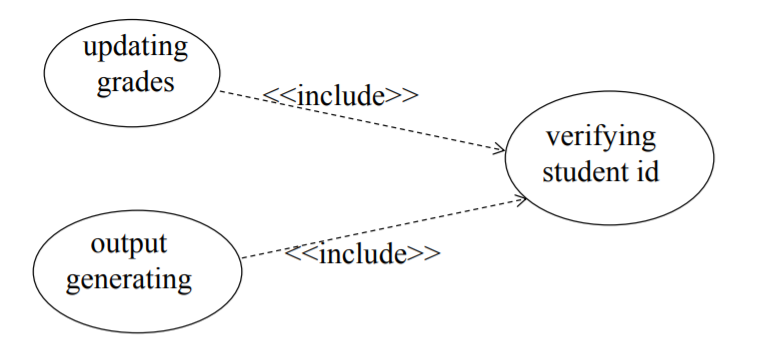 updating
grades
<<include>>
verifying
student id
output
generating
<<include>>